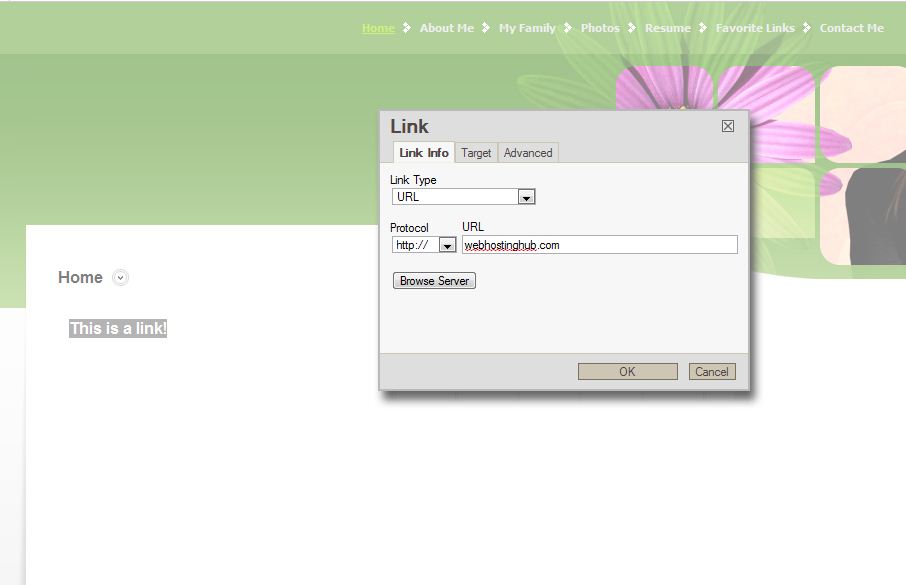 Home About Me My Family Photos Resume Favorite Links Contact Me
Link
Link Info Target Advanced
Link Type
URL
Protocol URL
http:// webhostinghub.com
Browse Server
OK Cancel
Home
This is a link!